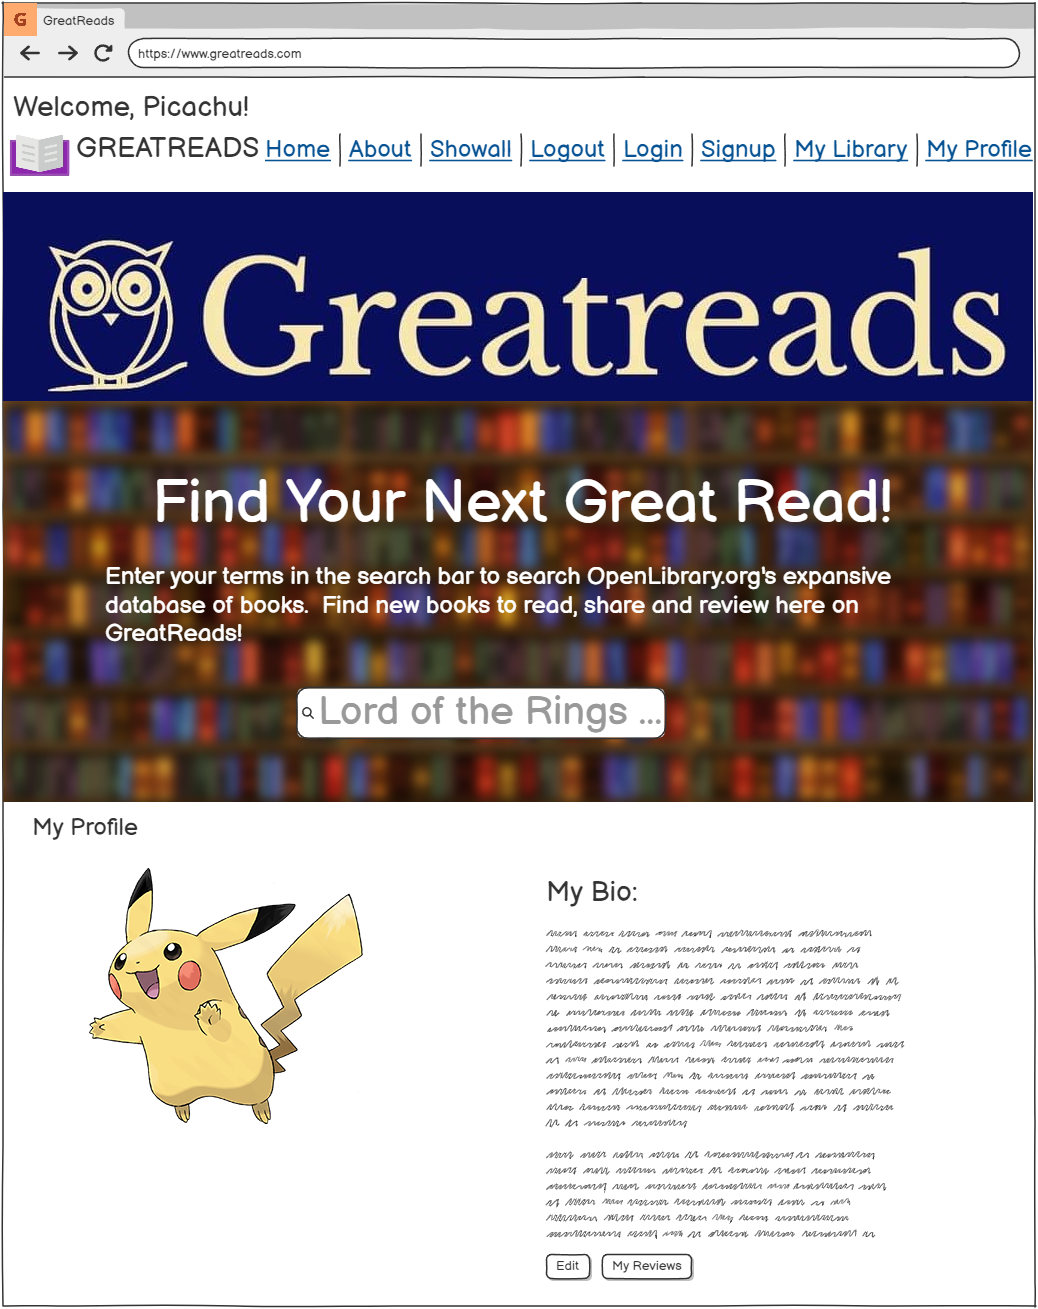 G GreatReads
https://www.greatreads.com
Welcome, Picachu!
GREATREADS Home About Showall Logout Login Signup My Library My Profile
Greatreads
Find Your Next Great Read!
Enter your terms in the search bar to search OpenLibrary.org's expansive
database of books.  Find new books to read, share and review here on
GreatReads!
Lord of the Rings ...
My Profile
My Bio:
Edit My Reviews